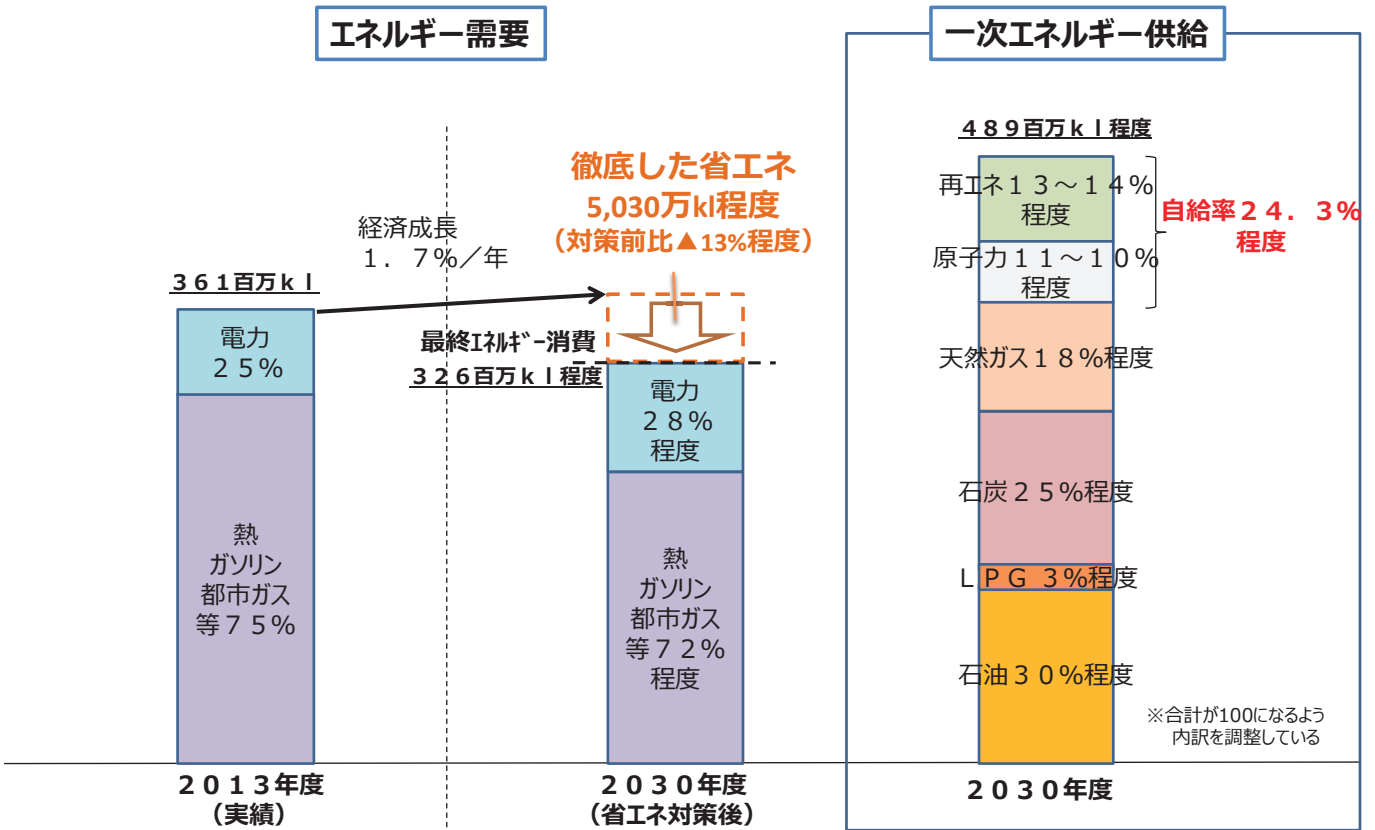 エネルギー需要
３６１百万ｋｌ
電力
２５％
熱
ガソリン
都市ガス
等７５％
２０１３年度
（実績）
経済成長
１．７％／年
徹底した省エネ
5,030万kl程度
（対策前比▲13%程度）
最終ｴﾈﾙｷﾞｰ消費
３２６百万ｋｌ程度
電力
２８％
程度
熱
ガソリン
都市ガス
等７２％
程度
２０３０年度
（省エネ対策後）
一次エネルギー供給
４８９百万ｋｌ程度
再エネ１３～１４％
程度
原子力１１～１０％
程度
自給率２４．３％
程度
天然ガス１８％程度
石炭２５％程度
ＬＰＧ ３％程度
石油３０％程度
※合計が100になるよう
内訳を調整している
２０３０年度